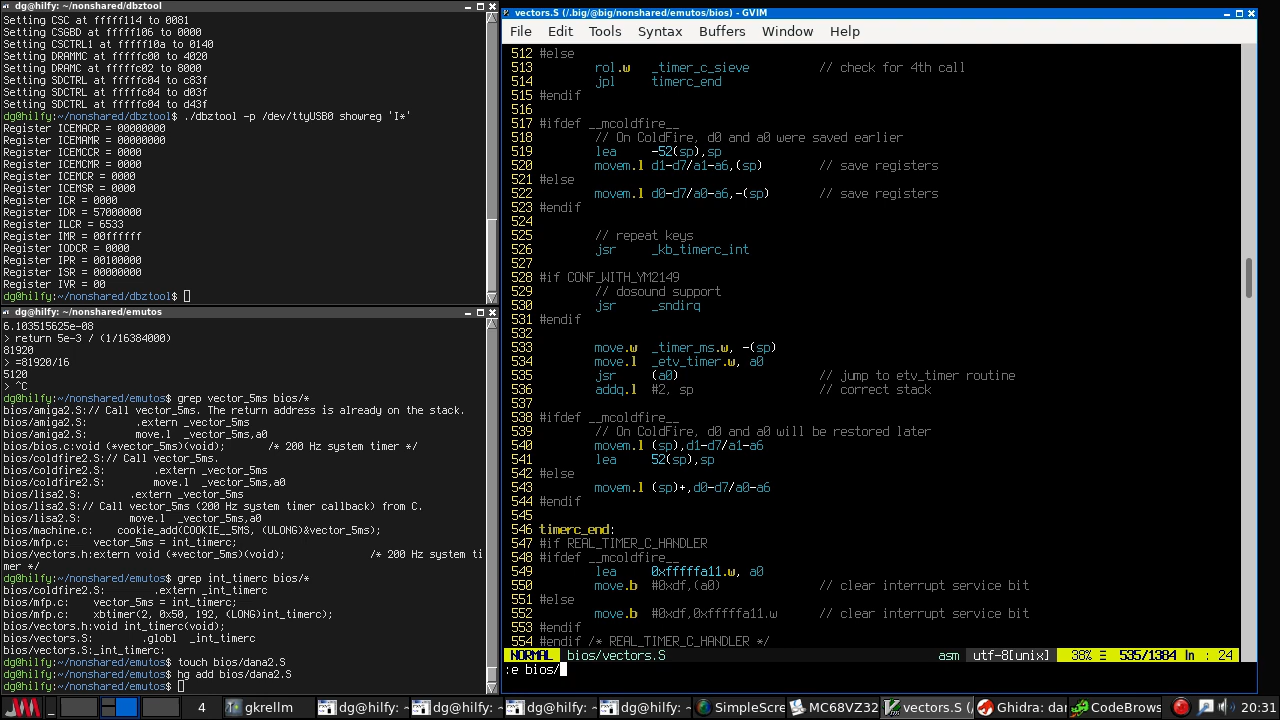 dg@hilfy: ~/nonshared/dbztool
Setting CSC at fffff114 to 0081
Setting CSGBD at fffff106 to 0000
Setting CSCTRL1 at fffff10a to 0140
Setting DRAMMC at fffffc00 to 4020
Setting DRAMC at fffffc02 to 8000
Setting SDCTRL at fffffc04 to c83f
Setting SDCTRL at fffffc04 to d03f
Setting SDCTRL at fffffc04 to d43f
dg@hilfy:~/nonshared/dbztool$ ./dbztool -p /dev/ttyUSB0 showreg 'I*'
Register ICEMACR = 00000000
Register ICEMAMR = 00000000
Register ICEMCCR = 0000
Register ICEMCMR = 0000
Register ICEMCR = 0000
Register ICEMSR = 0000
Register ICR = 0000
Register IDR = 57000000
Register ILCR = 6533
Register IMR = 00ffffff
Register IODCR = 0000
Register IPR = 00100000
Register ISR = 00000000
Register IVR = 00
dg@hilfy:~/nonshared/dbztool$
dg@hilfy: ~/nonshared/emutos
6.103515625e-08
> return 5e-3 / (1/16384000)
81920
> =81920/16
5120
> ^C
dg@hilfy:~/nonshared/emutos$ grep vector_5ms bios/*
bios/amiga2.S:// Call vector_5ms. The return address is already on the stack.
bios/amiga2.S:        .extern _vector_5ms
bios/amiga2.S:        move.l  _vector_5ms,a0
bios/bios.c:void (*vector_5ms)(void);       /* 200 Hz system timer */
bios/coldfire2.S:// Call vector_5ms.
bios/coldfire2.S:        .extern _vector_5ms
bios/coldfire2.S:        move.l  _vector_5ms,a0
bios/lisa2.S:        .extern _vector_5ms
bios/lisa2.S:// Call vector_5ms (200 Hz system timer callback) from C.
bios/lisa2.S:        move.l  _vector_5ms,a0
bios/machine.c:    cookie_add(COOKIE__5MS, (ULONG)&vector_5ms);
bios/mfp.c:    vector_5ms = int_timerc;
bios/vectors.h:extern void (*vector_5ms)(void);              /* 200 Hz system ti
mer */
dg@hilfy:~/nonshared/emutos$ grep int_timerc bios/*
bios/coldfire2.S:        .extern _int_timerc
bios/mfp.c:    vector_5ms = int_timerc;
bios/mfp.c:    xbtimer(2, 0x50, 192, (LONG)int_timerc);
bios/vectors.h:void int_timerc(void);
bios/vectors.S:        .globl  _int_timerc
bios/vectors.S:_int_timerc:
dg@hilfy:~/nonshared/emutos$ touch bios/dana2.S
dg@hilfy:~/nonshared/emutos$ hg add bios/dana2.S
dg@hilfy:~/nonshared/emutos$
vectors.S (/.big/@big/nonshared/emutos/bios) - GVIM
File Edit Tools Syntax Buffers Window Help
512 #else
513         rol.w   _timer_c_sieve          // check for 4th call
514         jpl     timerc_end
515 #endif
516
517 #ifdef __mcoldfire__
518         // On ColdFire, d0 and a0 were saved earlier
519         lea     -52(sp),sp
520         movem.l d1-d7/a1-a6,(sp)        // save registers
521 #else
522         movem.l d0-d7/a0-a6,-(sp)       // save registers
523 #endif
524
525         // repeat keys
526         jsr     _kb_timerc_int
527
528 #if CONF_WITH_YM2149
529         // dosound support
530         jsr     _sndirq
531 #endif
532
533         move.w  _timer_ms.w, -(sp)
534         move.l  _etv_timer.w, a0
535         jsr     (a0)                    // jump to etv_timer routine
536         addq.l  #2, sp                  // correct stack
537
538 #ifdef __mcoldfire__
539         // On ColdFire, d0 and a0 will be restored later
540         movem.l (sp),d1-d7/a1-a6
541         lea     52(sp),sp
542 #else
543         movem.l (sp)+,d0-d7/a0-a6
544 #endif
545
546 timerc_end:
547 #if REAL_TIMER_C_HANDLER
548 #ifdef __mcoldfire__
549         lea     0xfffffa11.w, a0
550         move.b  #0xdf,(a0)              // clear interrupt service bit
551 #else
552         move.b  #0xdf,0xfffffa11.w      // clear interrupt service bit
553 #endif
554 #endif /* REAL_TIMER_C_HANDLER */
NORMAL bios/vectors.S asm utf-8[unix] 38% ☰ 535/1384 ln : 24
:e bios/
4 gkrellm dg@hilfy: ~ dg@hilfy: ~ dg@hilfy: ~ dg@hilfy: ~ SimpleScre MC68VZ32 vectors.S (/ Ghidra: dar CodeBrows 20:31